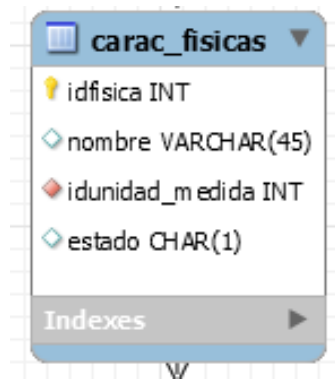 carac_fisicas
idfisica INT
nombre VARCHAR(45)
idunidad_medida INT
estado CHAR(1)
Indexes